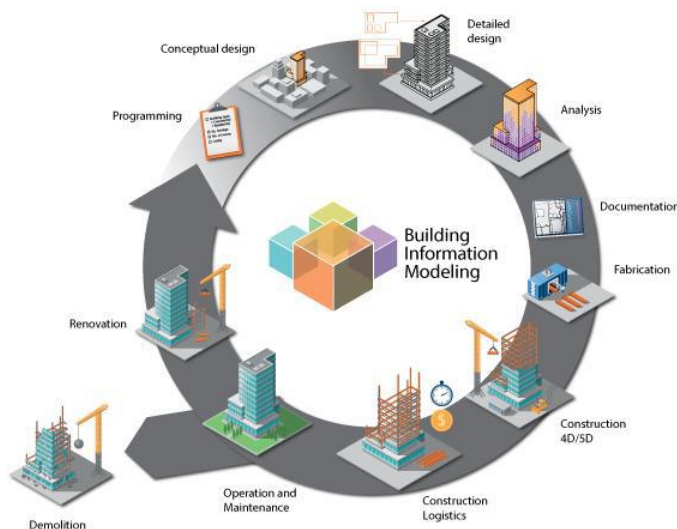 Conceptual design
Detailed
design
Programming
Analysis
Documentation
Building
Information
Modeling
Fabrication
Renovation
Construction
4D/5D
Operation and
Maintenance
Construction
Logistics
Demolition
$